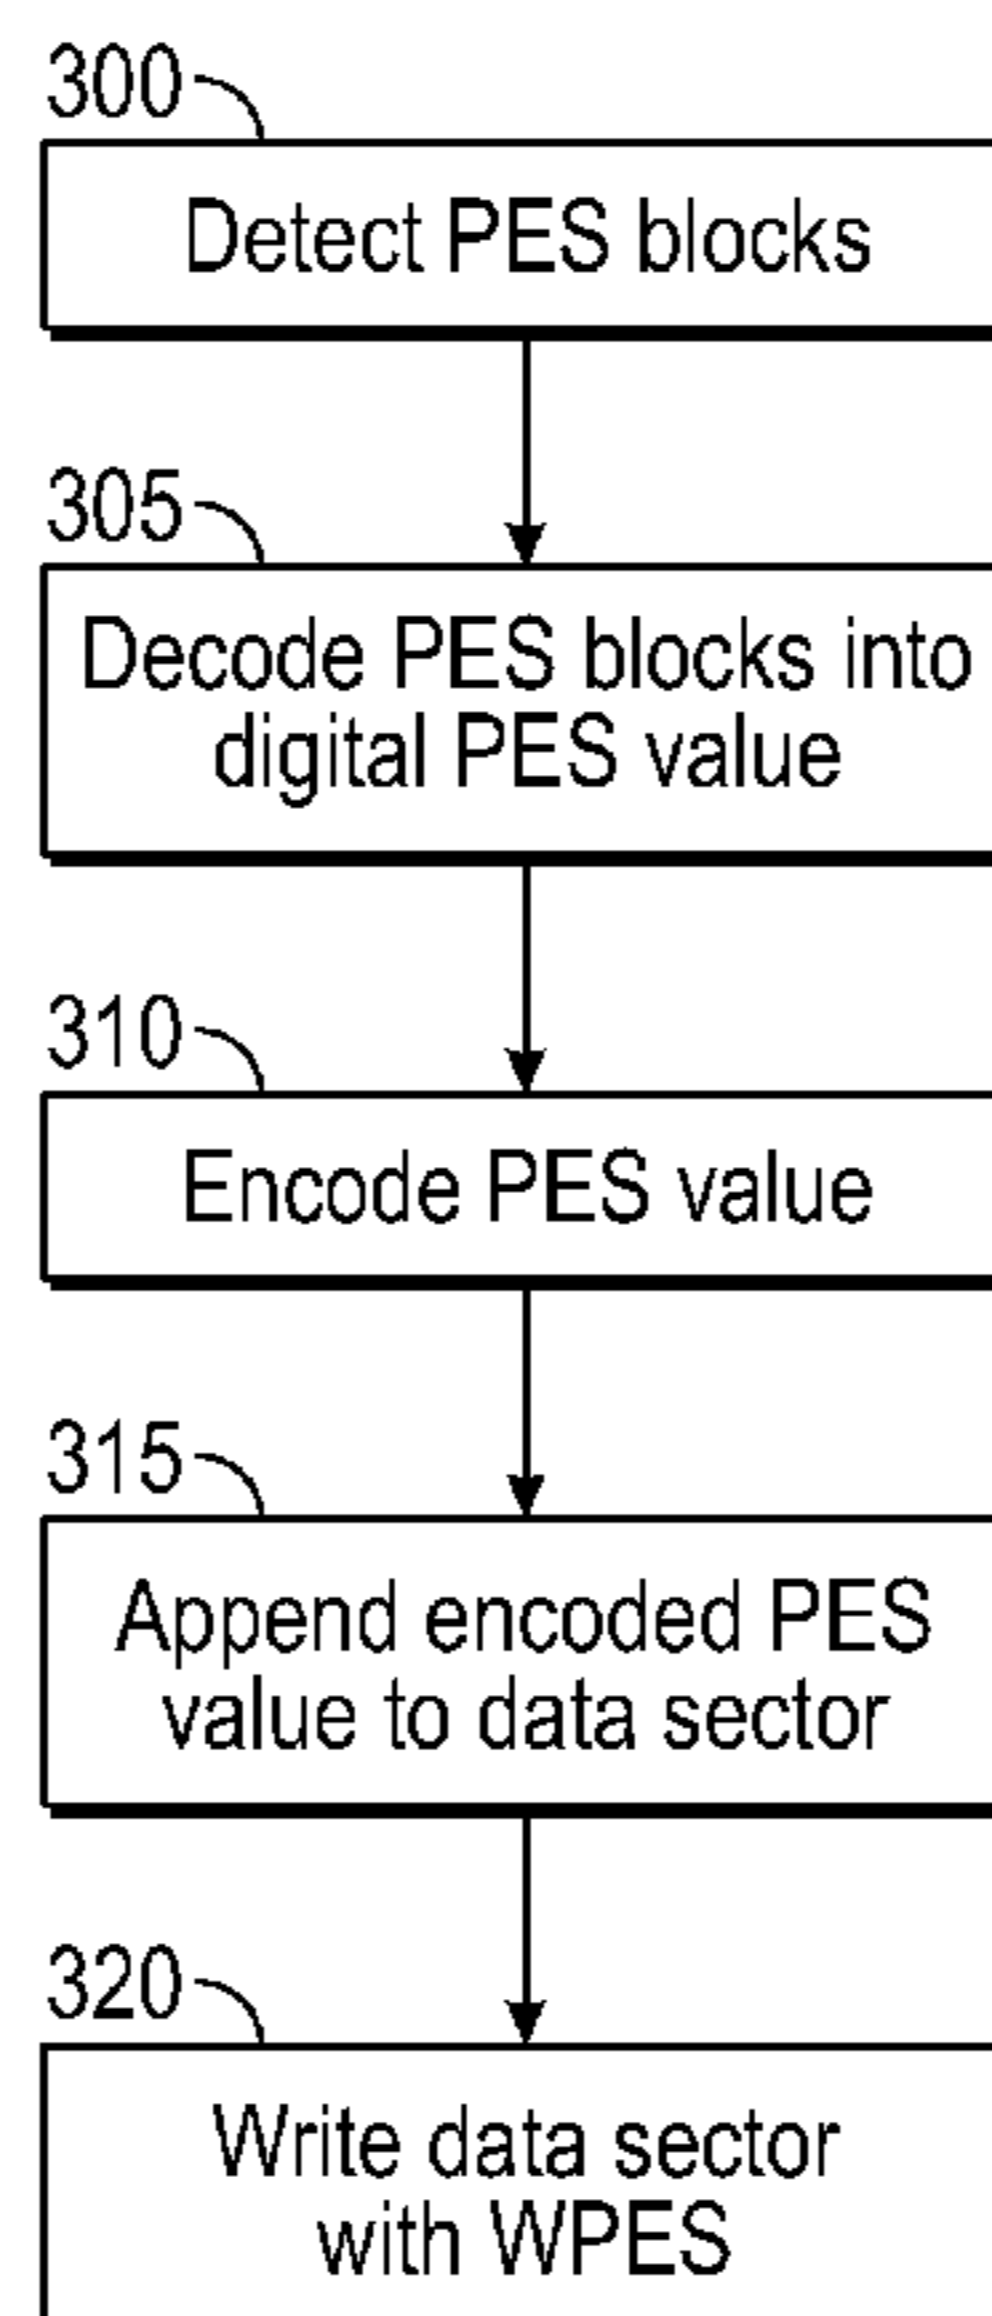 300
Detect PES blocks
305
Decode PES blocks into
digital PES value
310
Encode PES value
315
Append encoded PES
value to data sector
320
Write data sector
with WPES